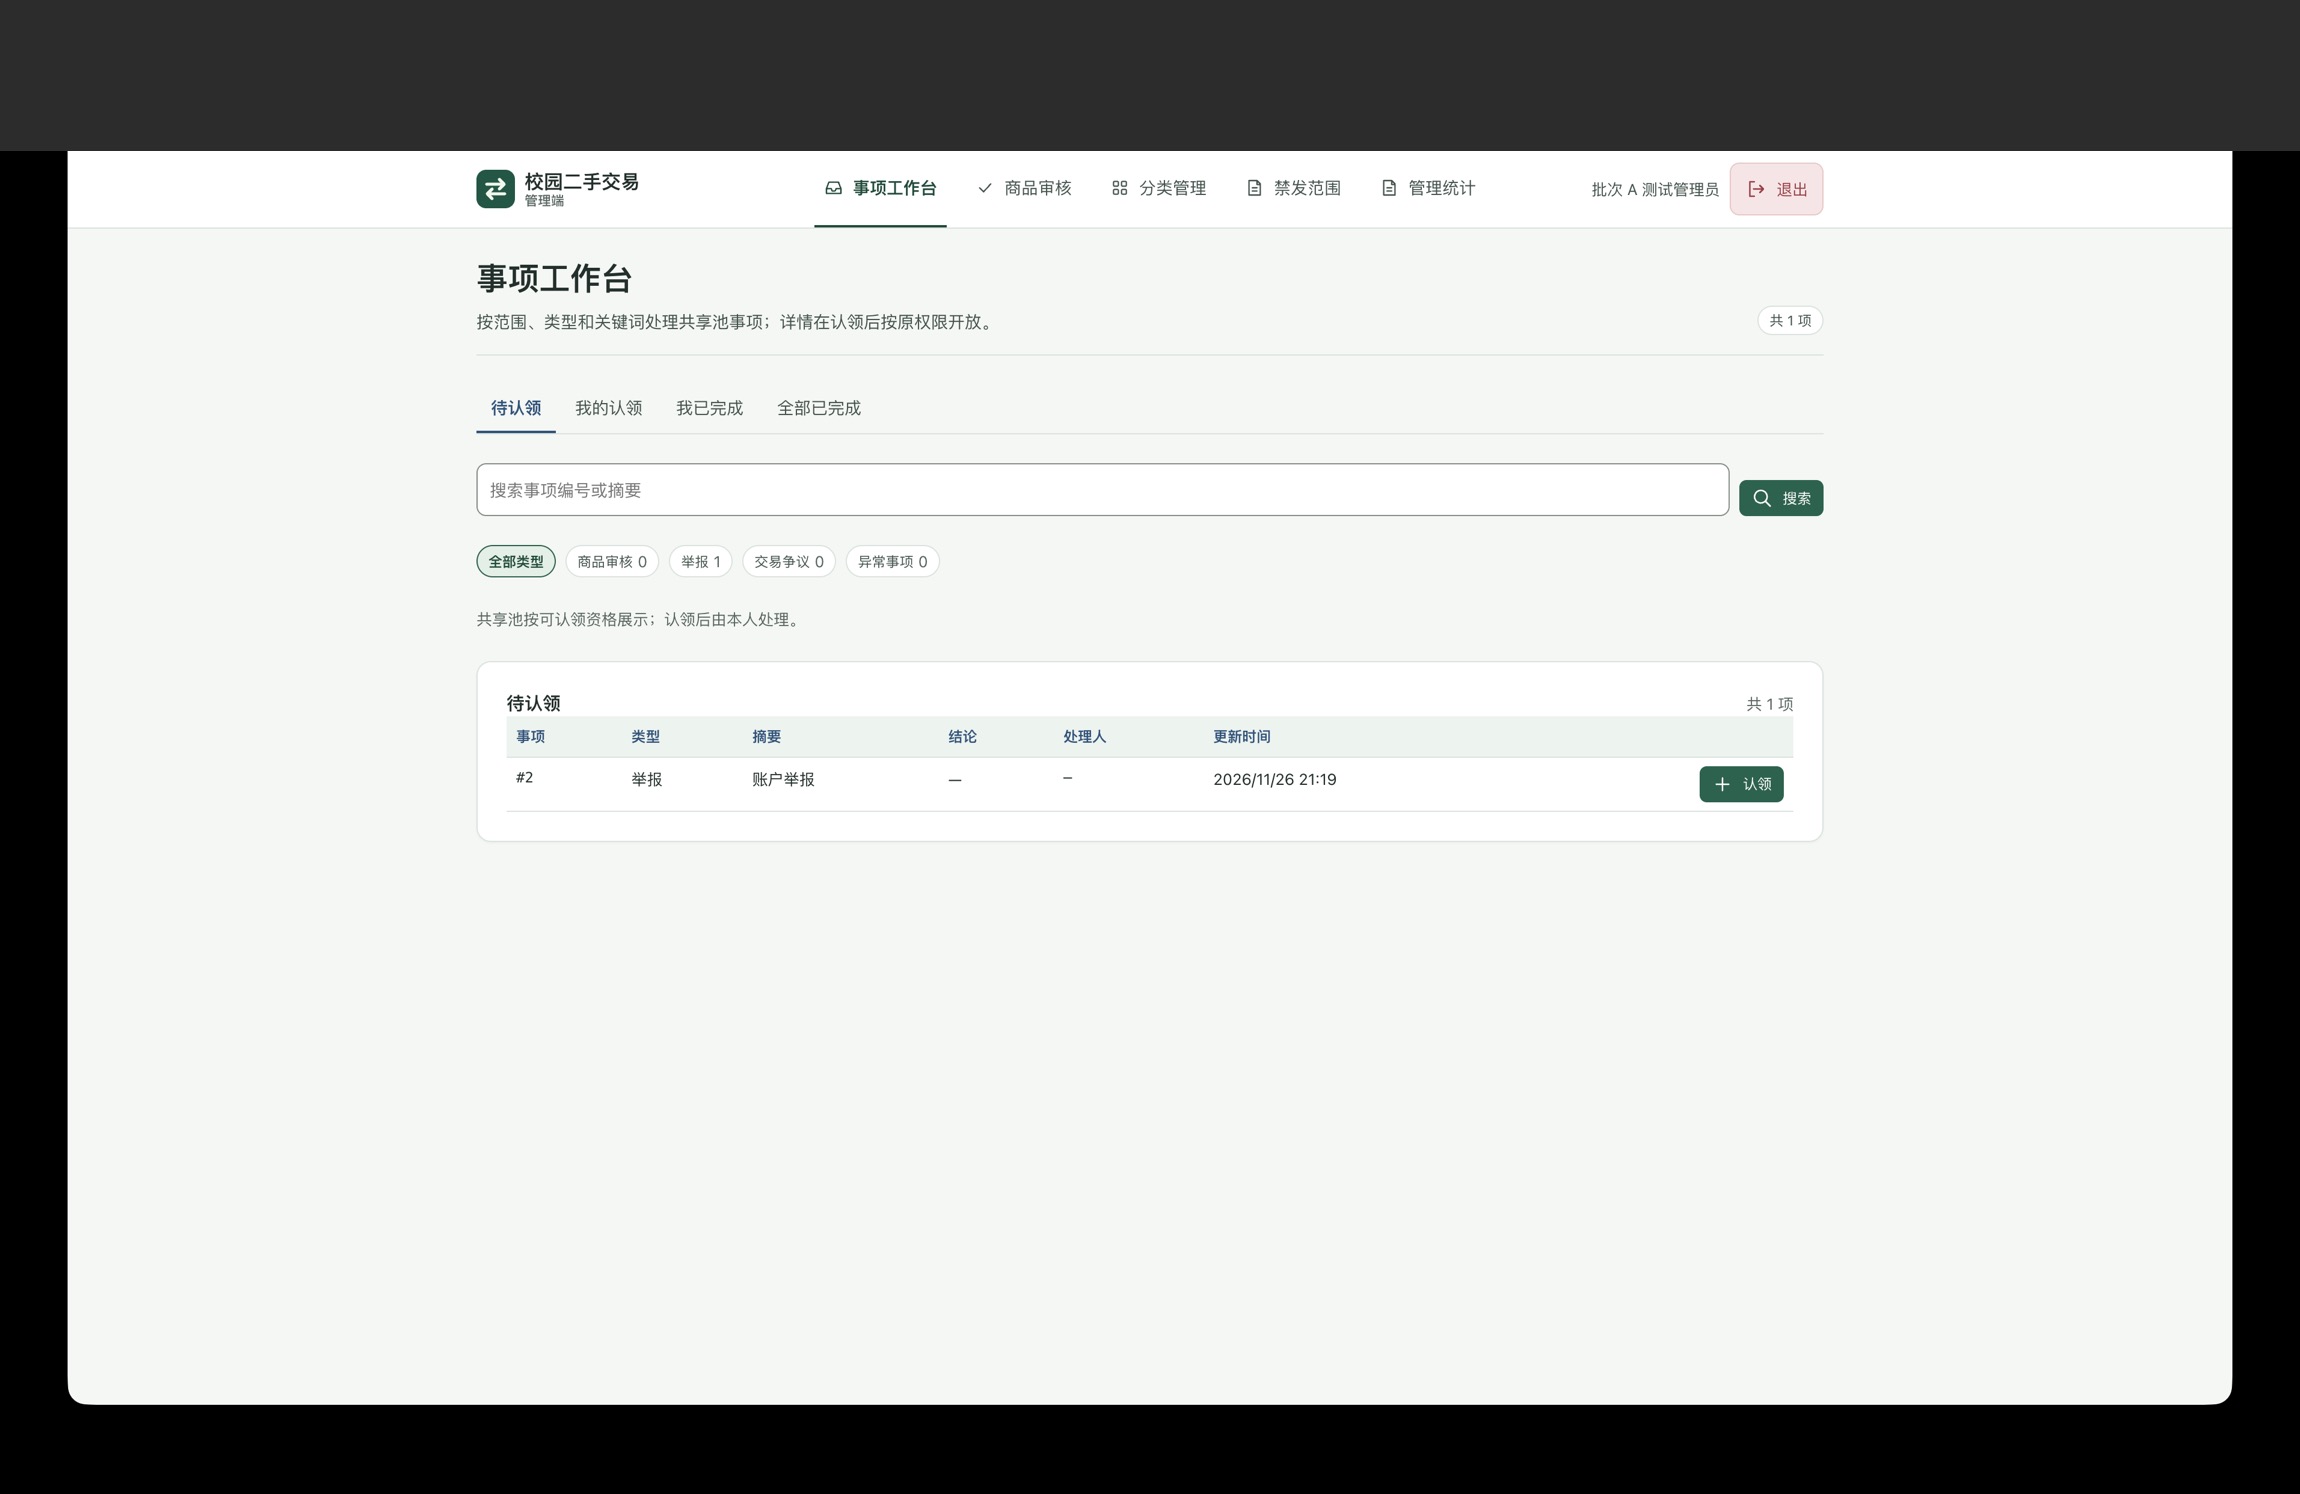 校园二手交易
管理端
事项工作台
商品审核
分类管理
禁发范围
管理统计
批次 A 测试管理员
退出
事项工作台
按范围、类型和关键词处理共享池事项；详情在认领后按原权限开放。
共 1 项
待认领 我的认领 我已完成 全部已完成
搜索事项编号或摘要
搜索
全部类型 商品审核 0 举报 1 交易争议 0 异常事项 0
共享池按可认领资格展示；认领后由本人处理。
待认领
共 1 项
事项 类型 摘要 结论 处理人 更新时间
#2 举报 账户举报 — – 2026/11/26 21:19 认领